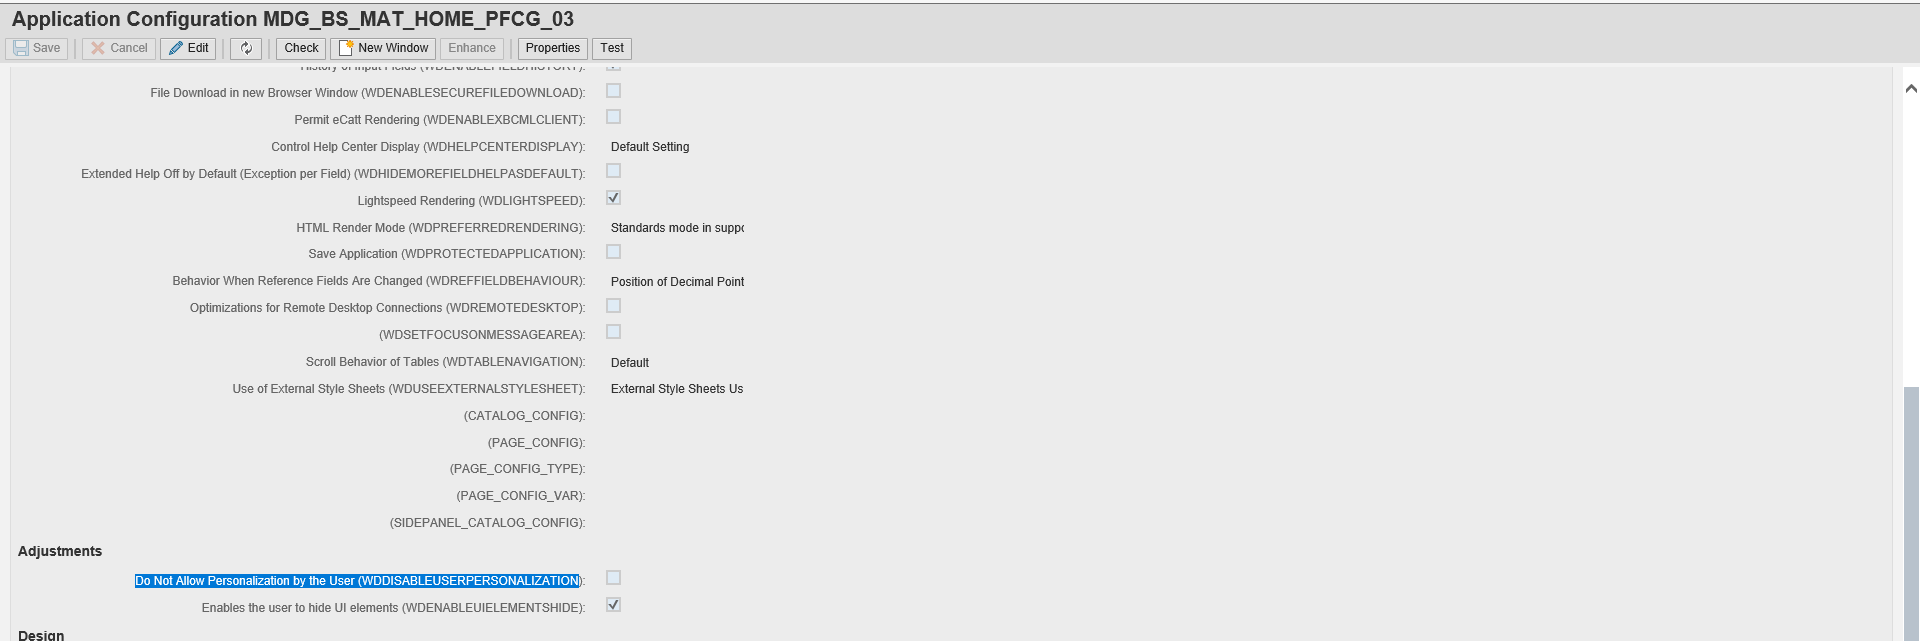 Application Configuration MDG_BS_MAT_HOME_PFCG_03
Save Cancel Edit Check New Window Enhance Properties Test
History of Input Fields (WDENABLEFIELDHISTORY):
File Download in new Browser Window (WDENABLESECUREFILEDOWNLOAD):
Permit eCatt Rendering (WDENABLEXBCMLCLIENT):
Control Help Center Display (WDHELPCENTERDISPLAY): Default Setting
Extended Help Off by Default (Exception per Field) (WDHIDEMOREFIELDHELPASDEFAULT):
Lightspeed Rendering (WDLIGHTSPEED):
HTML Render Mode (WDPREFERREDRENDERING): Standards mode in suppo
Save Application (WDPROTECTEDAPPLICATION):
Behavior When Reference Fields Are Changed (WDREFFIELDBEHAVIOUR): Position of Decimal Point
Optimizations for Remote Desktop Connections (WDREMOTEDESKTOP):
(WDSETFOCUSONMESSAGEAREA):
Scroll Behavior of Tables (WDTABLENAVIGATION): Default
Use of External Style Sheets (WDUSEEXTERNALSTYLESHEET): External Style Sheets Us
(CATALOG_CONFIG):
(PAGE_CONFIG):
(PAGE_CONFIG_TYPE):
(PAGE_CONFIG_VAR):
(SIDEPANEL_CATALOG_CONFIG):
Adjustments
Do Not Allow Personalization by the User (WDDISABLEUSERPERSONALIZATION):
Enables the user to hide UI elements (WDENABLEUIELEMENTSHIDE):
Design